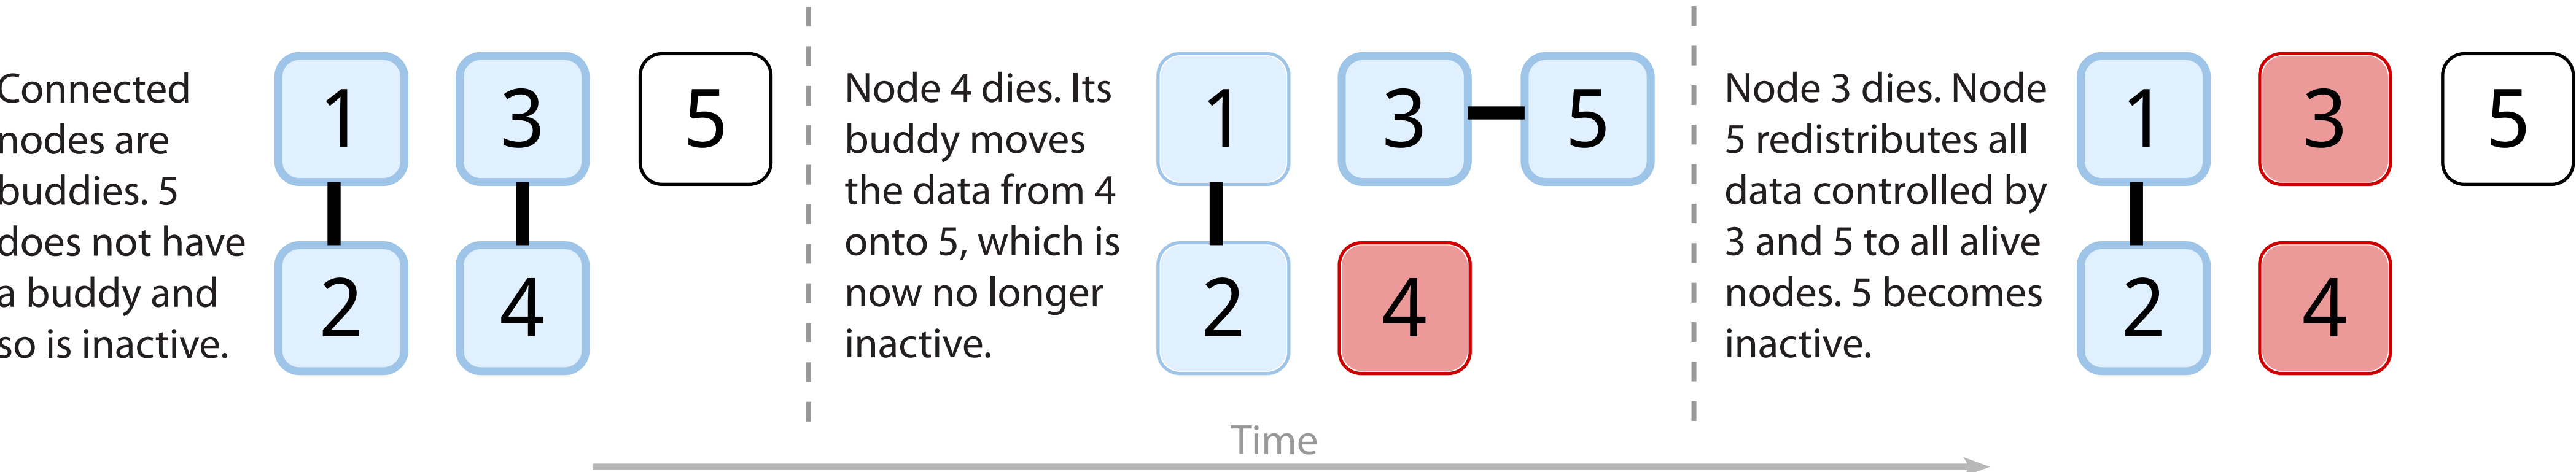 Connected
nodes are
buddies. 5
does not have
a buddy and
so is inactive.
1
3
5
2
4
Node 4 dies. Its
buddy moves
the data from 4
onto 5, which is
now no longer
inactive.
1
3
5
2
4
Node 3 dies. Node
5 redistributes all
data controlled by
3 and 5 to all alive
nodes. 5 becomes
inactive.
1
3
5
2
4
Time